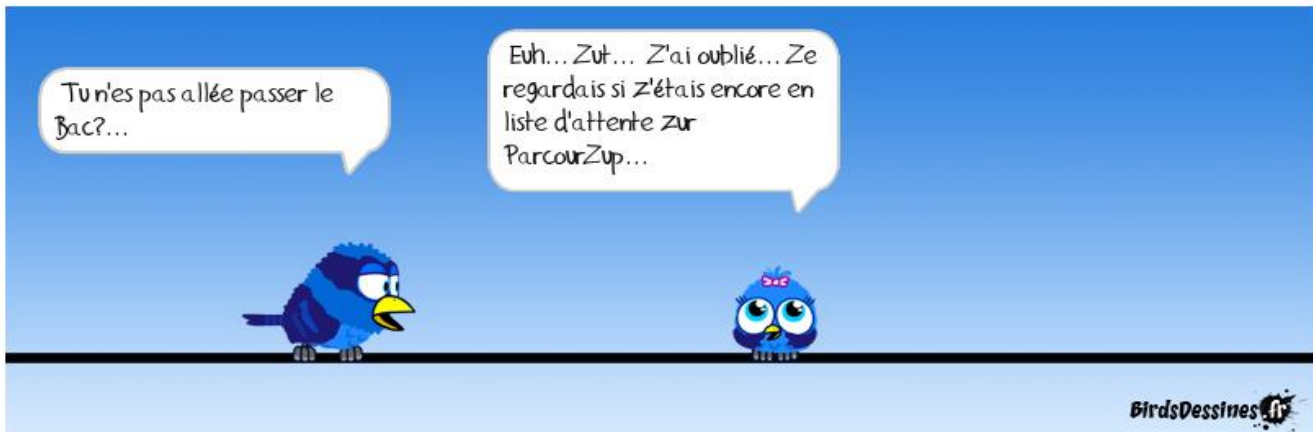 Tu n'es pas allée passer le
Bac?...
Euh... Zut... Z'ai oublié... Ze
regardais si z'étais encore en
liste d'attente zur
ParcourZup...
BirdsDessines.fr